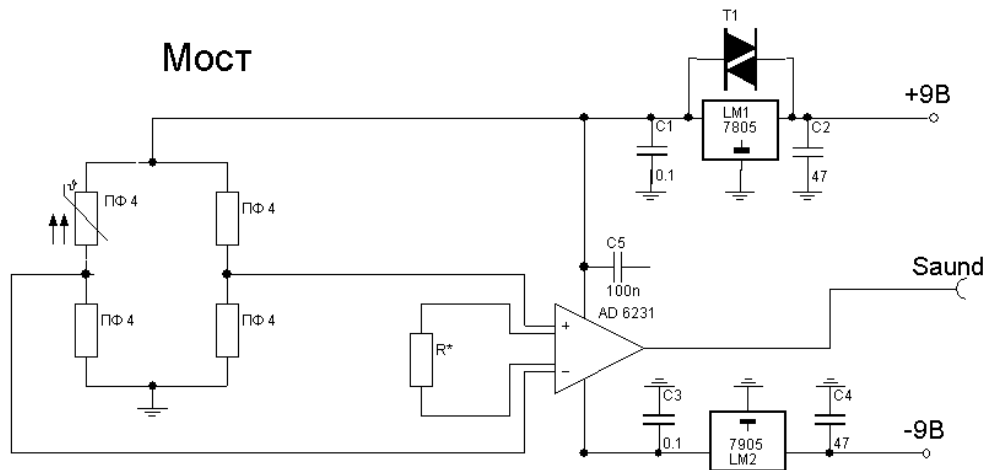 Мост
T1
+9В
LM1
7805
C1
C2
0.1
47
ϑ
ПФ 4
ПФ 4
C5
100n
Saund
AD 6231
ПФ 4
ПФ 4
R*
+
−
C3
C4
0.1
7905
LM2
47
-9В